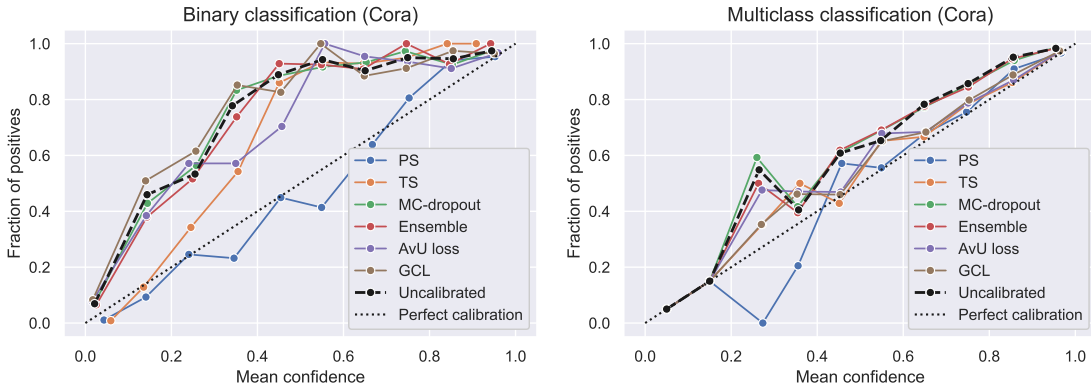 Binary classification (Cora)
1.0
0.8
0.6
0.4
0.2
0.0
Fraction of positives
PS
TS
MC-dropout
Ensemble
AvU loss
GCL
Uncalibrated
Perfect calibration
0.0 0.2 0.4 0.6 0.8 1.0
Mean confidence
Multiclass classification (Cora)
1.0
0.8
0.6
0.4
0.2
0.0
Fraction of positives
PS
TS
MC-dropout
Ensemble
AvU loss
GCL
Uncalibrated
Perfect calibration
0.0 0.2 0.4 0.6 0.8 1.0
Mean confidence